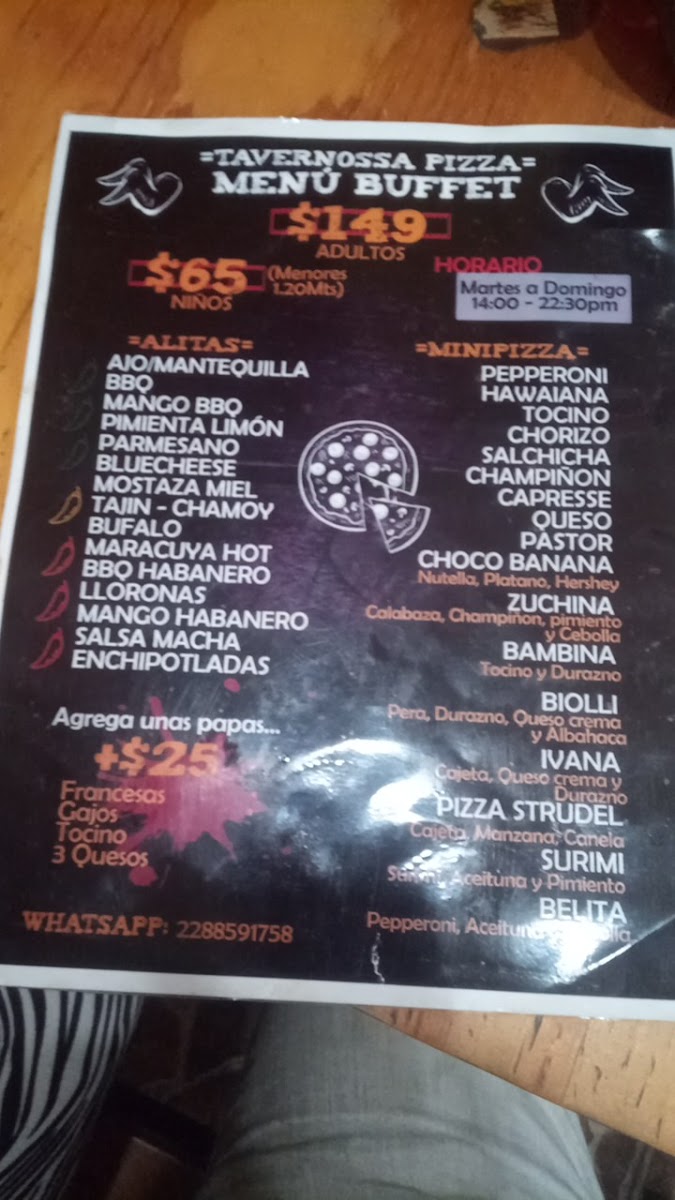 =TAVERNOSSA PIZZA=
MENÚ BUFFET
$149
ADULTOS
$65
(Menores
1.20Mts)
NIÑOS
HORARIO
Martes a Domingo
14:00 - 22:30pm
=ALITAS=
AJO/MANTEQUILLA
BBQ
MANGO BBQ
PIMIENTA LIMÓN
PARMESANO
BLUECHEESE
MOSTAZA MIEL
TAJIN - CHAMOY
BUFALO
MARACUYA HOT
BBQ HABANERO
LLORONAS
MANGO HABANERO
SALSA MACHA
ENCHIPOTLADAS
Agrega unas papas...
+$25
Francesas
Gajos
Tocino
3 Quesos
WHATSAPP: 2288591758
=MINIPIZZA=
PEPPERONI
HAWAIANA
TOCINO
CHORIZO
SALCHICHA
CHAMPIÑON
CAPRESSE
QUESO
PASTOR
CHOCO BANANA
Nutella, Platano, Hershey
ZUCHINA
Calabaza, Champiñon, pimiento
y Cebolla
BAMBINA
Tocino y Durazno
BIOLLI
Pera, Durazno, Queso crema
y Albahaca
IVANA
Cajeta, Queso crema y
Durazno
PIZZA STRUDEL
Cajeta, Manzana, Canela
SURIMI
Surimi, Aceituna y Pimiento
BELITA
Pepperoni, Aceituna